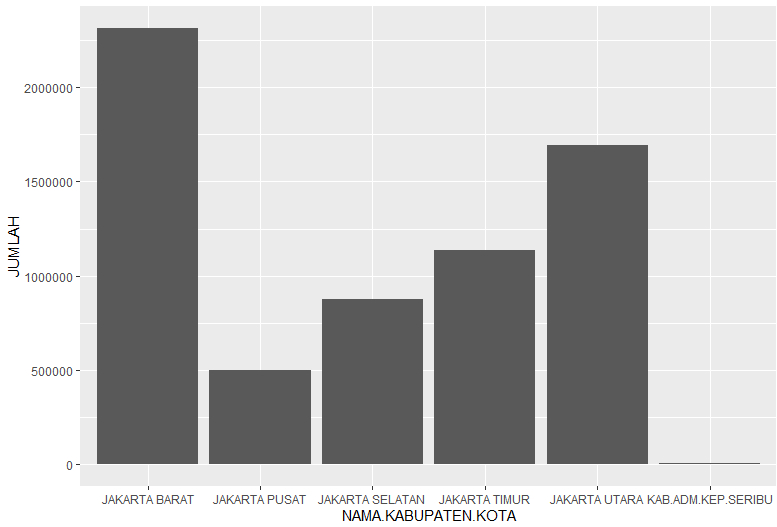 JUMLAH
2000000
1500000
1000000
500000
0
JAKARTA BARAT JAKARTA PUSAT JAKARTA SELATAN JAKARTA TIMUR JAKARTA UTARA KAB.ADM.KEP.SERIBU
NAMA.KABUPATEN.KOTA